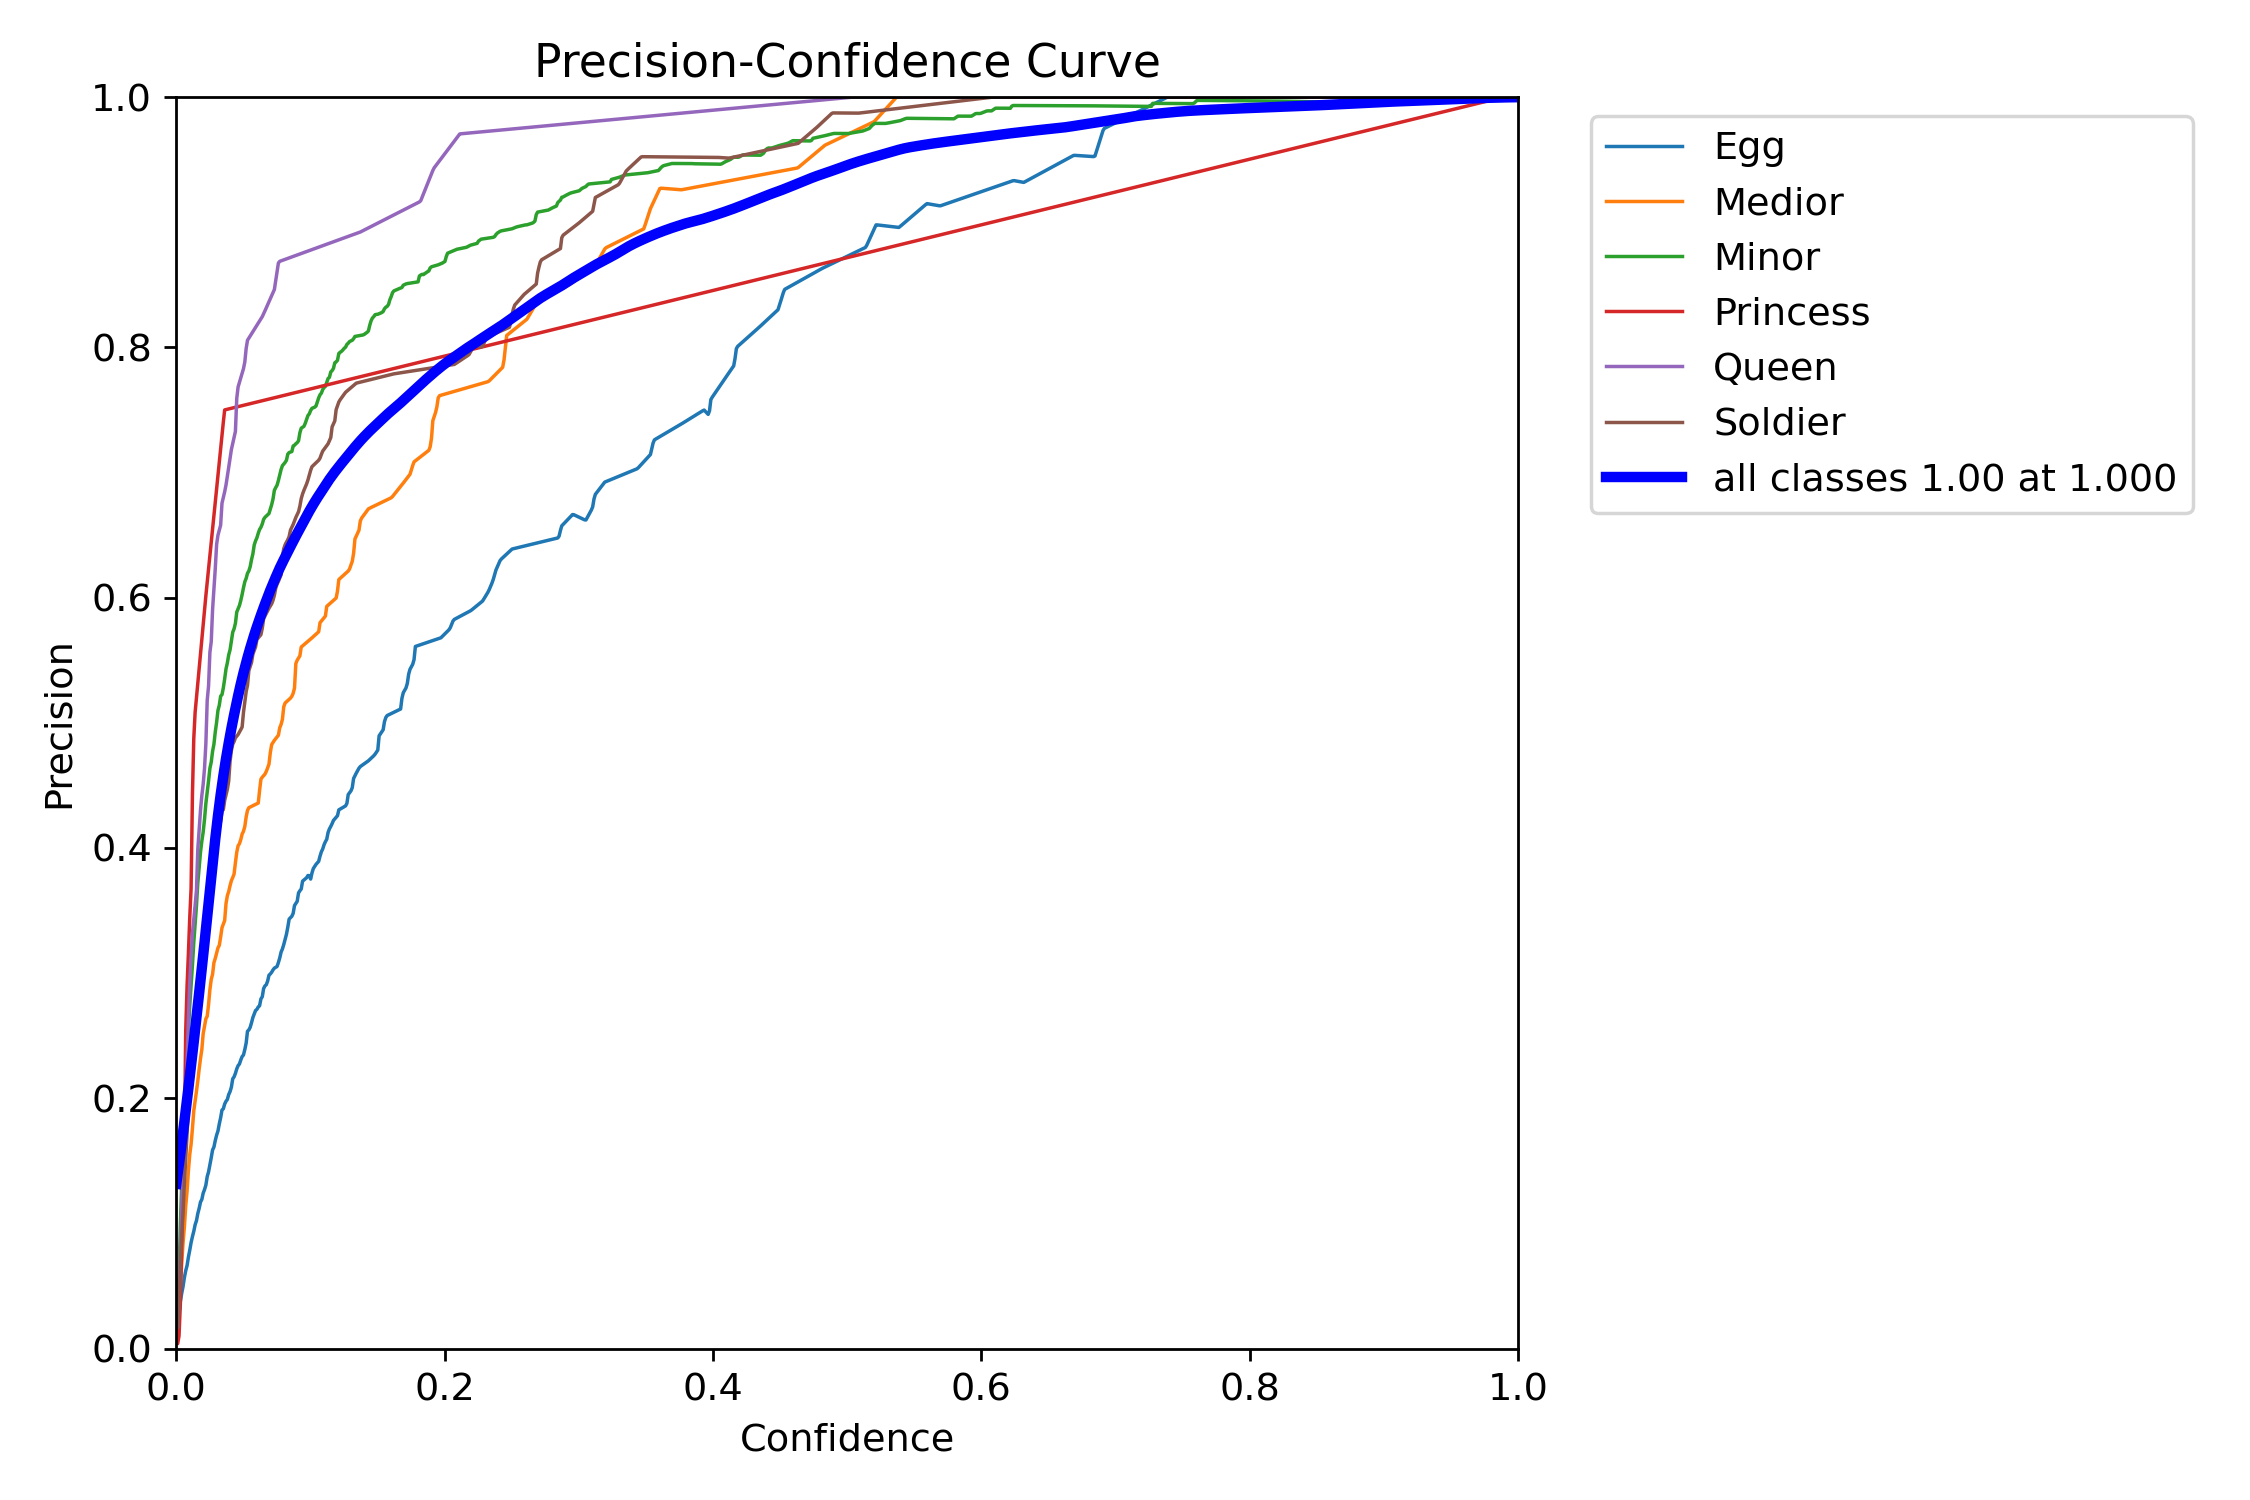 Precision-Confidence Curve
1.0
0.8
0.6
0.4
0.2
0.0
Precision
0.0 0.2 0.4 0.6 0.8 1.0
Confidence
Egg
Medior
Minor
Princess
Queen
Soldier
all classes 1.00 at 1.000